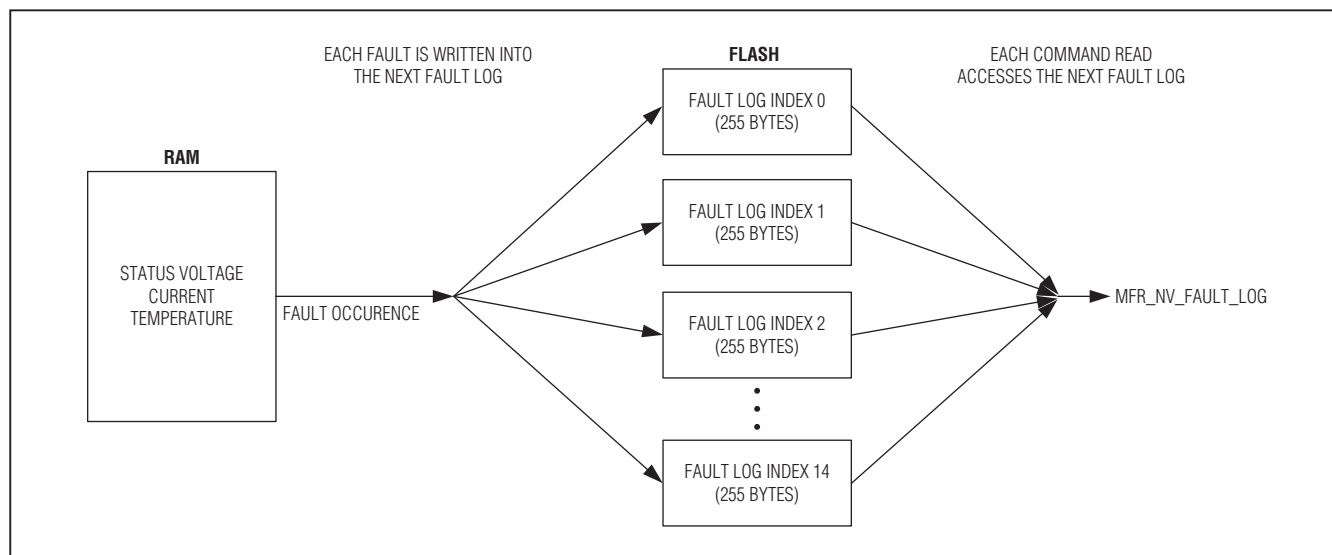 EACH FAULT IS WRITTEN INTO
THE NEXT FAULT LOG
FLASH
EACH COMMAND READ
ACCESSES THE NEXT FAULT LOG
FAULT LOG INDEX 0
(255 BYTES)
RAM
FAULT LOG INDEX 1
(255 BYTES)
STATUS VOLTAGE
CURRENT
TEMPERATURE
FAULT OCCURENCE
MFR_NV_FAULT_LOG
FAULT LOG INDEX 2
(255 BYTES)
FAULT LOG INDEX 14
(255 BYTES)